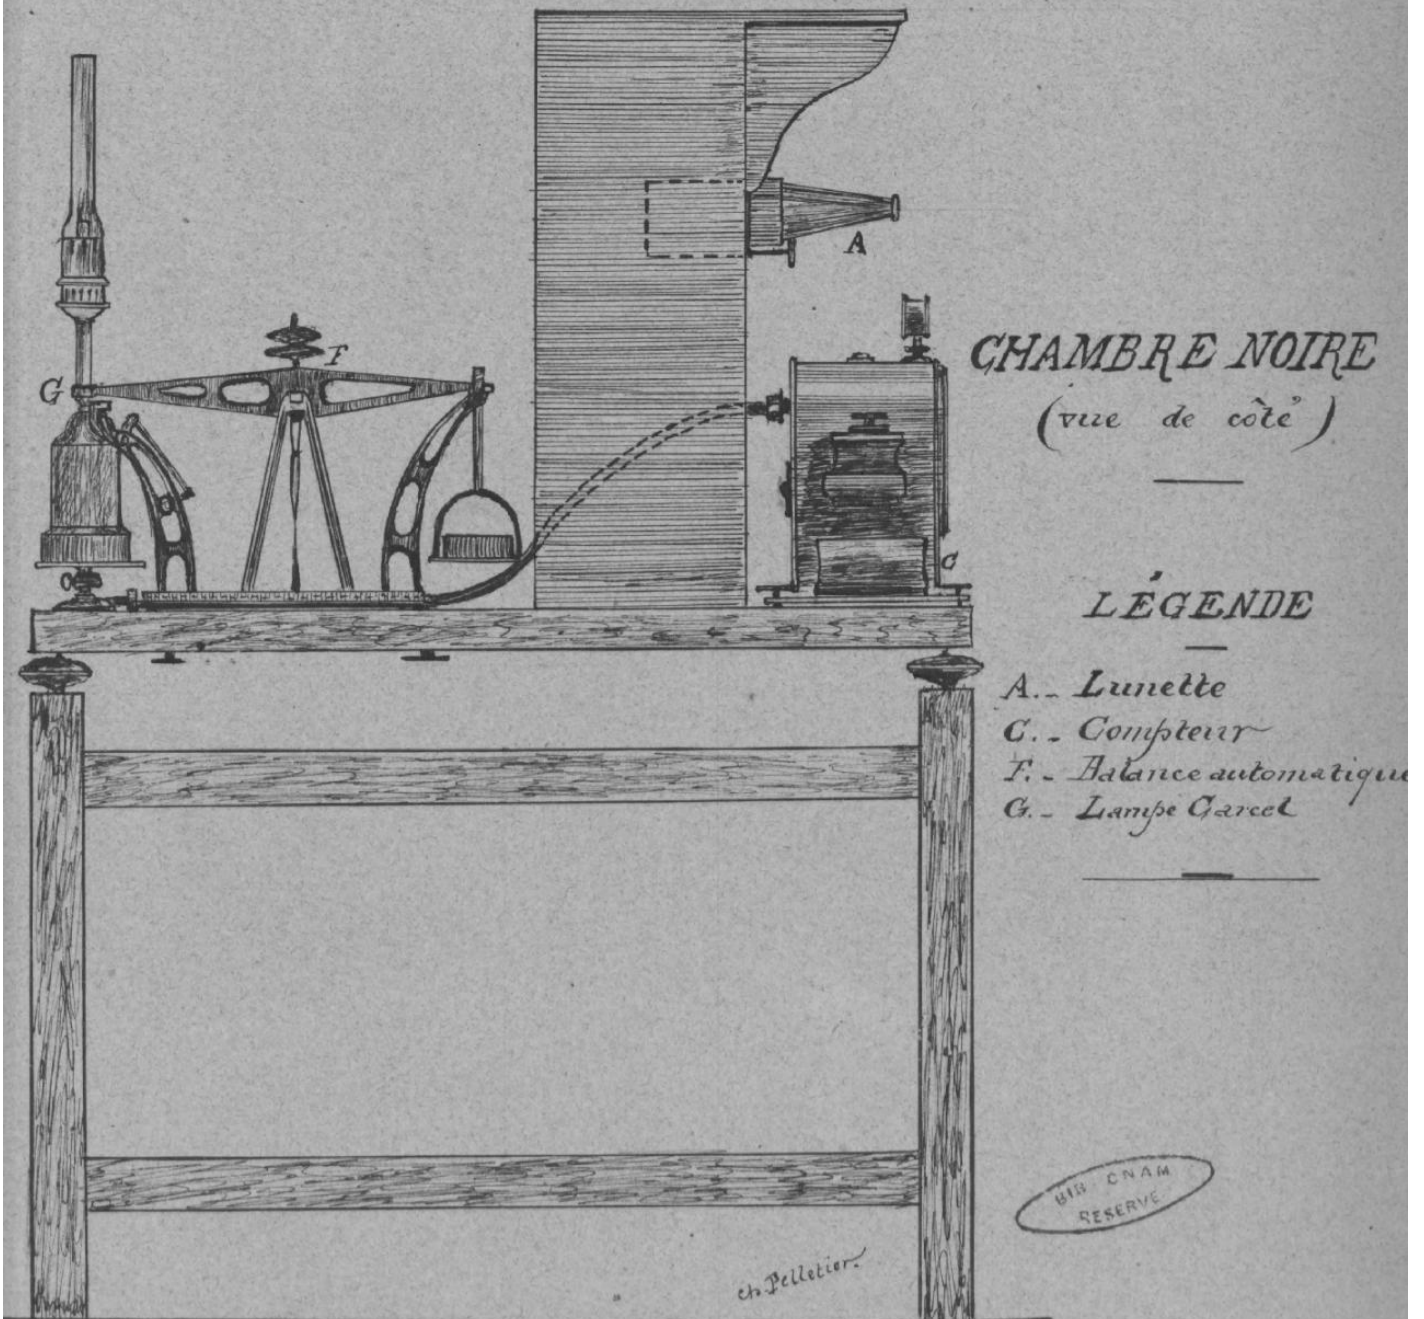 A
F
G
CHAMBRE NOIRE
(vue de côté)
C
LÉGENDE
A.- Lunette
C.- Compteur
F.- Balance automatique
G.- Lampe Carcel
BIB CNAM
RESERVE
ch. Pelletier.